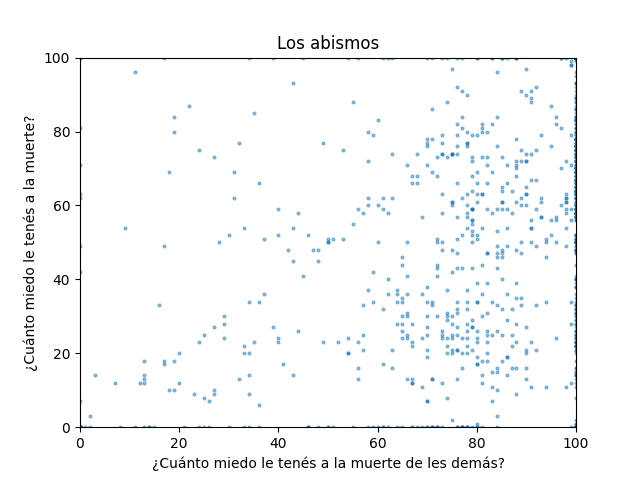 Los abismos
100
80
60
40
20
0
¿Cuánto miedo le tenés a la muerte?
0 20 40 60 80 100
¿Cuánto miedo le tenés a la muerte de les demás?